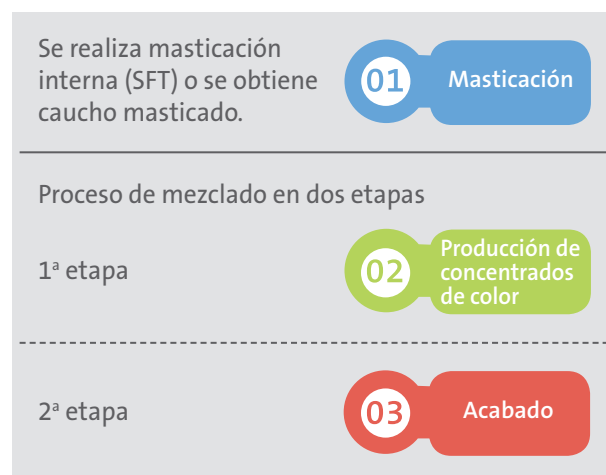 Se realiza masticación
interna (SFT) o se obtiene
caucho masticado.
01
Masticación
Proceso de mezclado en dos etapas
1ª etapa
02
Producción de
concentrados
de color
2ª etapa
03
Acabado